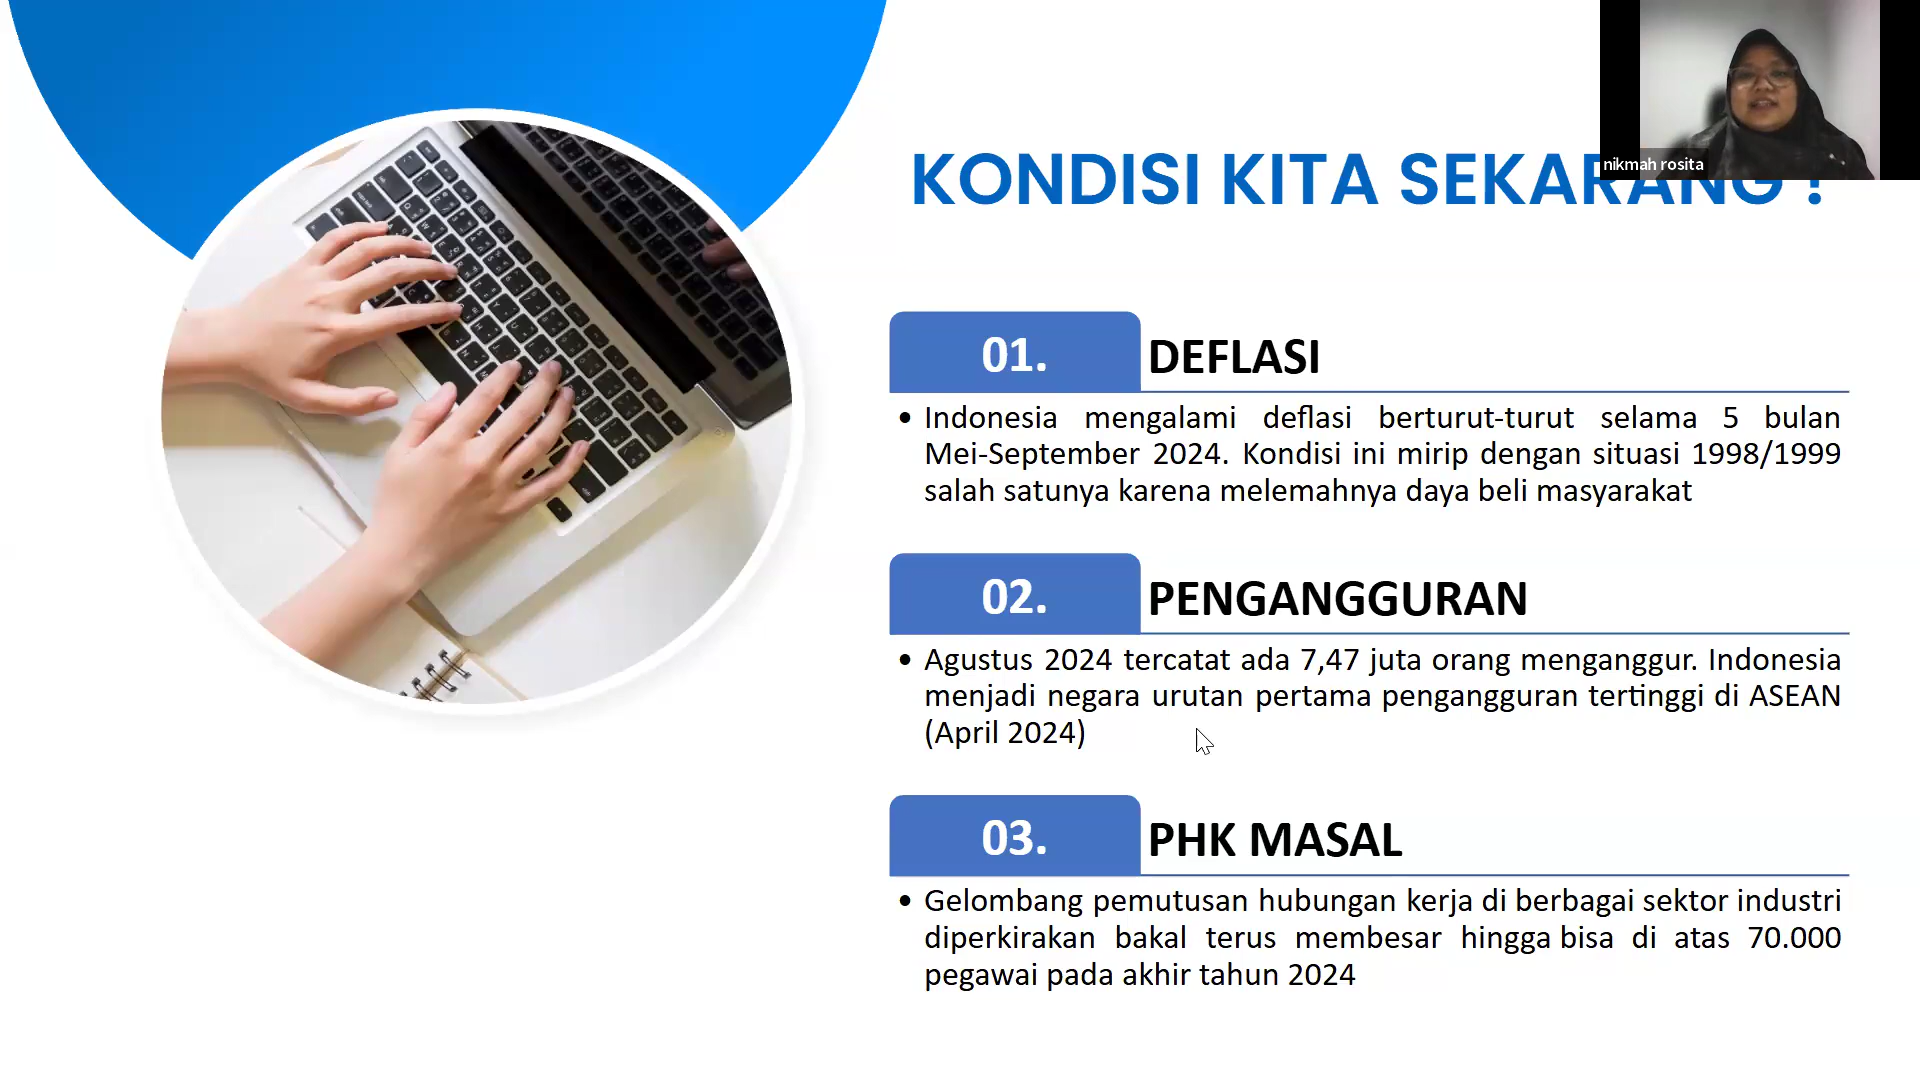 nikmah rosita
KONDISI KITA SEKARANG !
01.
DEFLASI
• Indonesia mengalami deflasi berturut-turut selama 5 bulan
Mei-September 2024. Kondisi ini mirip dengan situasi 1998/1999
salah satunya karena melemahnya daya beli masyarakat
02.
PENGANGGURAN
• Agustus 2024 tercatat ada 7,47 juta orang menganggur. Indonesia
menjadi negara urutan pertama pengangguran tertinggi di ASEAN
(April 2024)
03.
PHK MASAL
• Gelombang pemutusan hubungan kerja di berbagai sektor industri
diperkirakan bakal terus membesar hingga bisa di atas 70.000
pegawai pada akhir tahun 2024